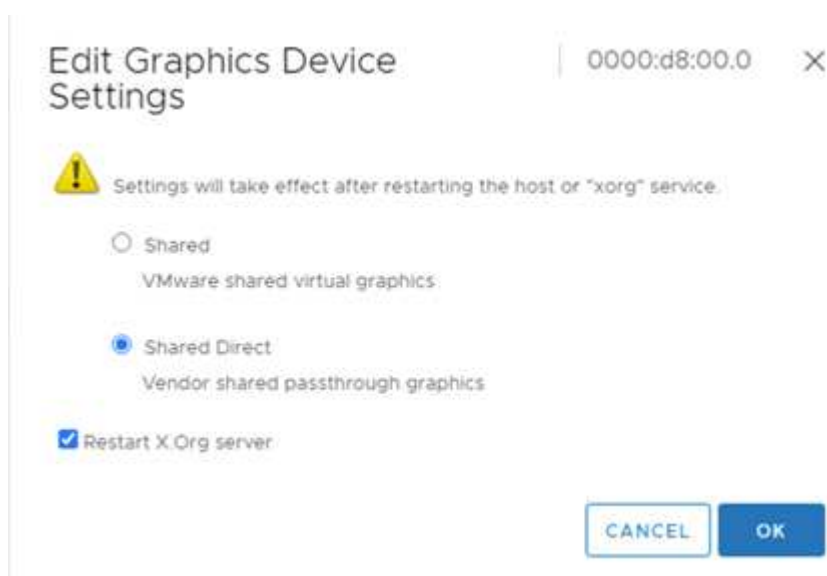 Edit Graphics Device
Settings
0000:d8:00.0
Settings will take effect after restarting the host or "xorg" service.
Shared
VMware shared virtual graphics
Shared Direct
Vendor shared passthrough graphics
Restart X.Org server
CANCEL
OK